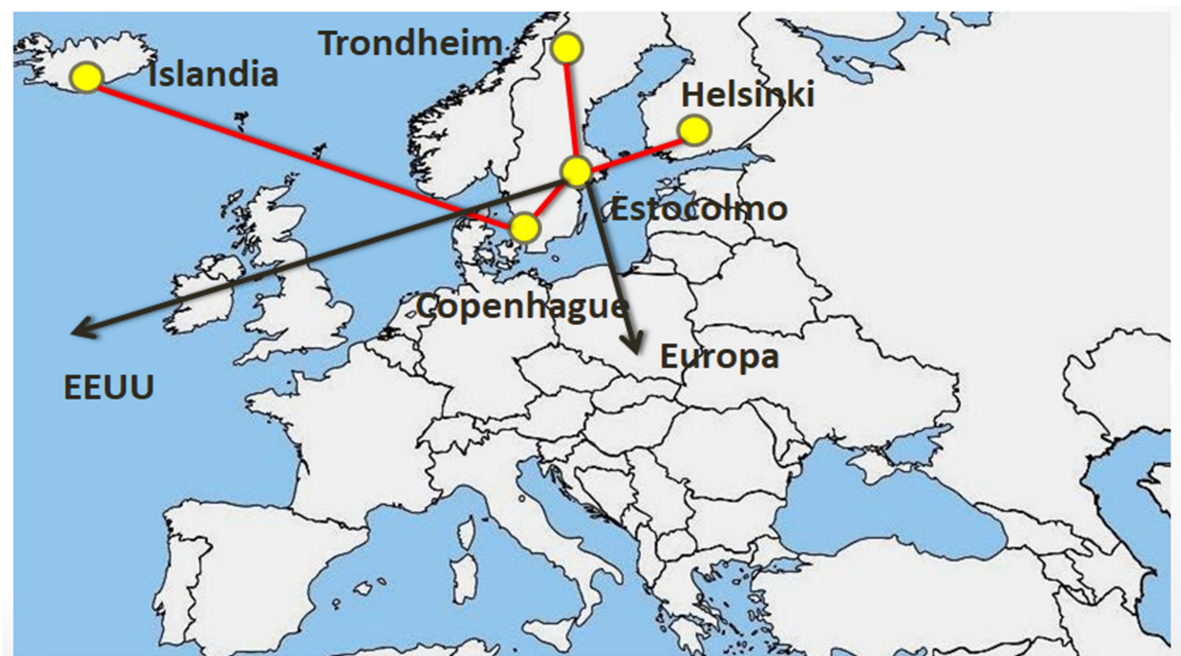 Trondheim
Islandia
Helsinki
Estocolmo
Copenhague
Europa
EEUU